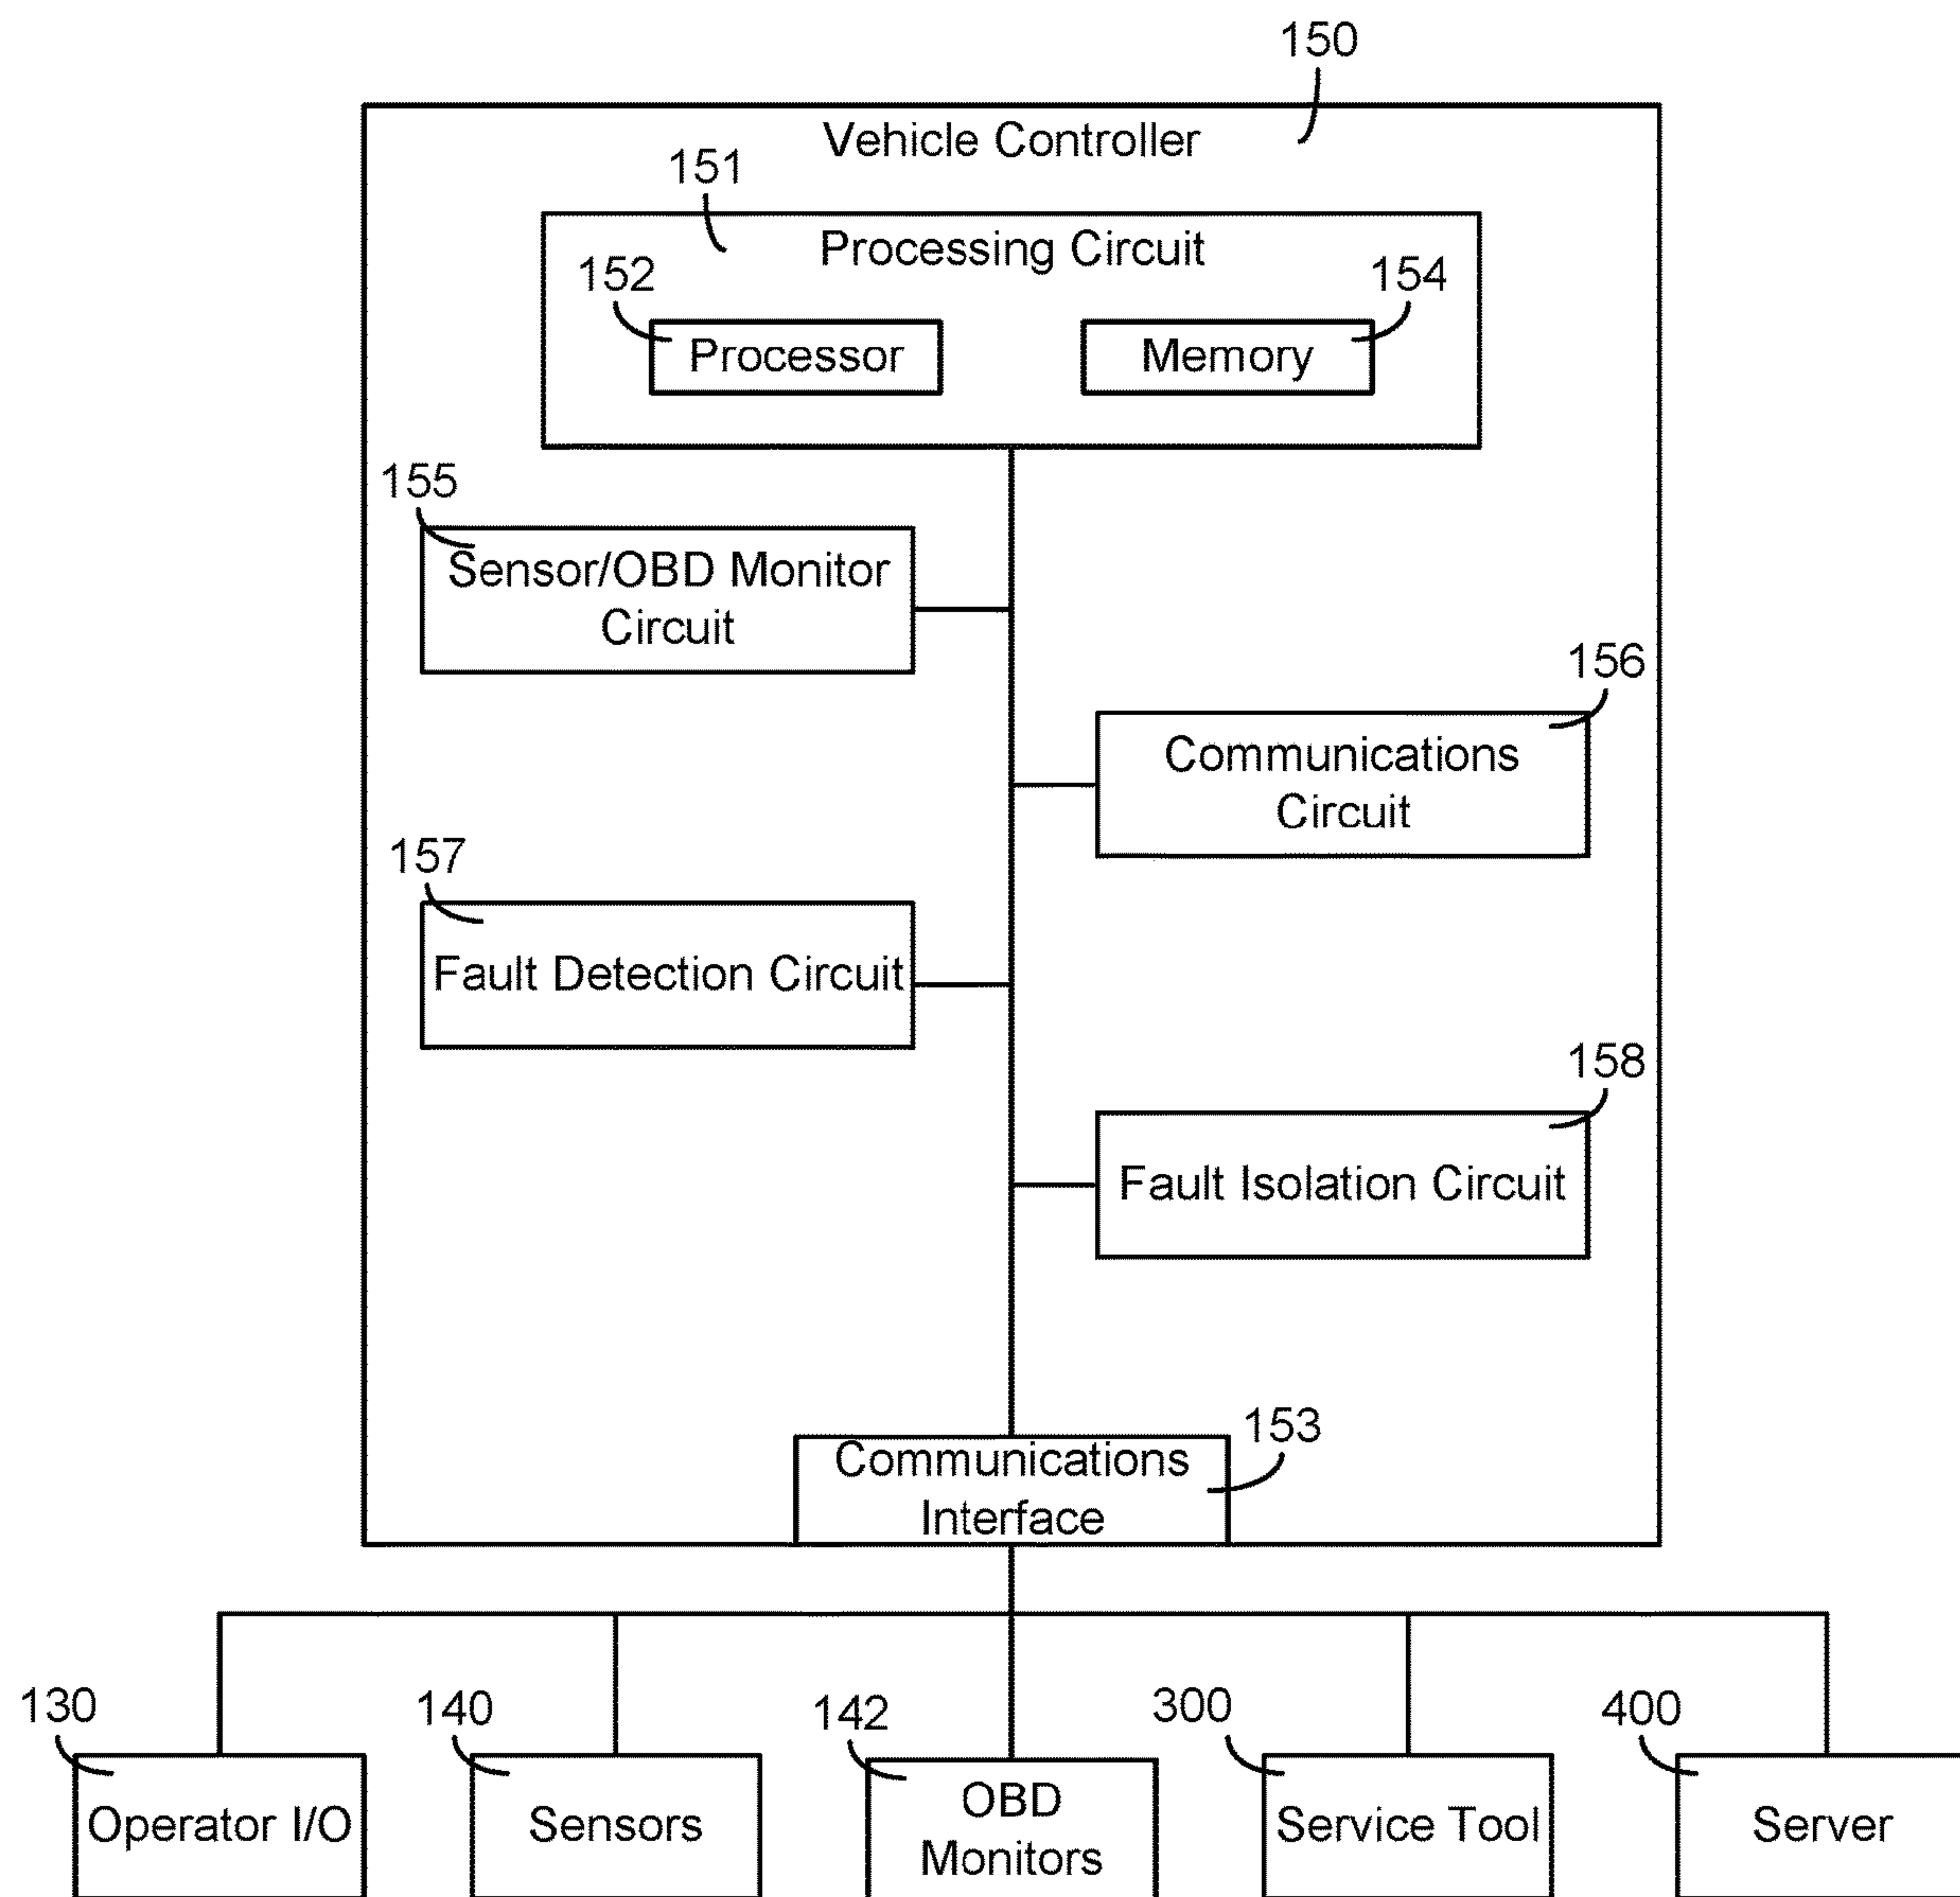 150
Vehicle Controller
151
Processing Circuit
152
154
Processor
Memory
155
Sensor/OBD Monitor
Circuit
156
Communications
Circuit
157
Fault Detection Circuit
158
Fault Isolation Circuit
153
Communications
Interface
130
140
142
300
400
Operator I/O
Sensors
OBD
Monitors
Service Tool
Server